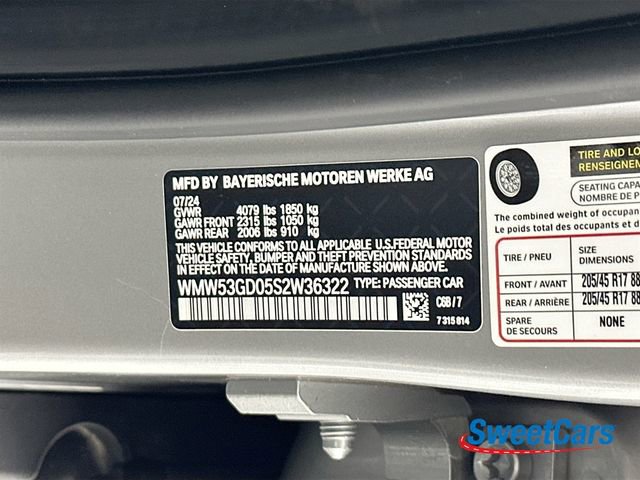 MFD BY BAYERISCHE MOTOREN WERKE AG
07/24
GVWR 4079 lbs 1850 kg
GAWR FRONT 2315 lbs 1050 kg
GAWR REAR 2006 lbs 910 kg
THIS VEHICLE CONFORMS TO ALL APPLICABLE U.S.FEDERAL MOTOR
VEHICLE SAFETY, BUMPER AND THEFT PREVENTION STANDARDS
IN EFFECT ON THE DATE OF MANUFACTURE SHOWN ABOVE.
WMW53GD05S2W36322 TYPE: PASSENGER CAR
C6B/7
7315814
TIRE AND LO
RENSEIGNEM
SEATING CAPA
NOMBRE DE P
The combined weight of occupan
Le poids total des occupants et d
TIRE / PNEU SIZE
DIMENSIONS
FRONT / AVANT 205/45 R17 88
REAR / ARRIÈRE 205/45 R17 88
SPARE
DE SECOURS NONE
SweetCars